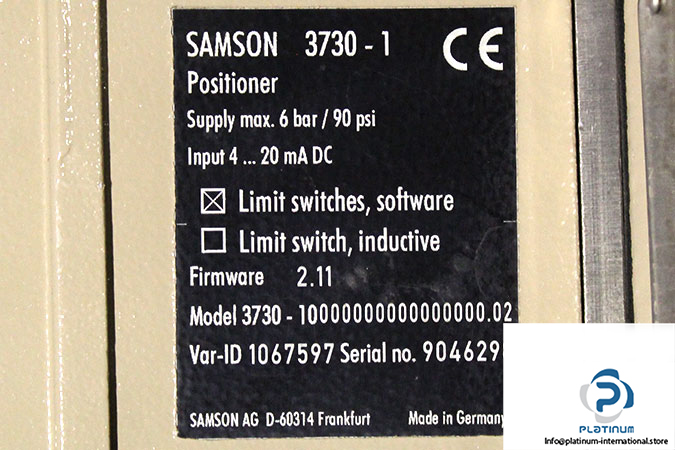 SAMSON 3730 - 1 CE
Positioner
Supply max. 6 bar / 90 psi
Input 4 ... 20 mA DC
☒ Limit switches, software
☐ Limit switch, inductive
Firmware 2.11
Model 3730 - 10000000000000000.02
Var-ID 1067597 Serial no.
SAMSON AG D-60314 Frankfurt Made in Germany
PLATINUM
Info@platinum-international.store